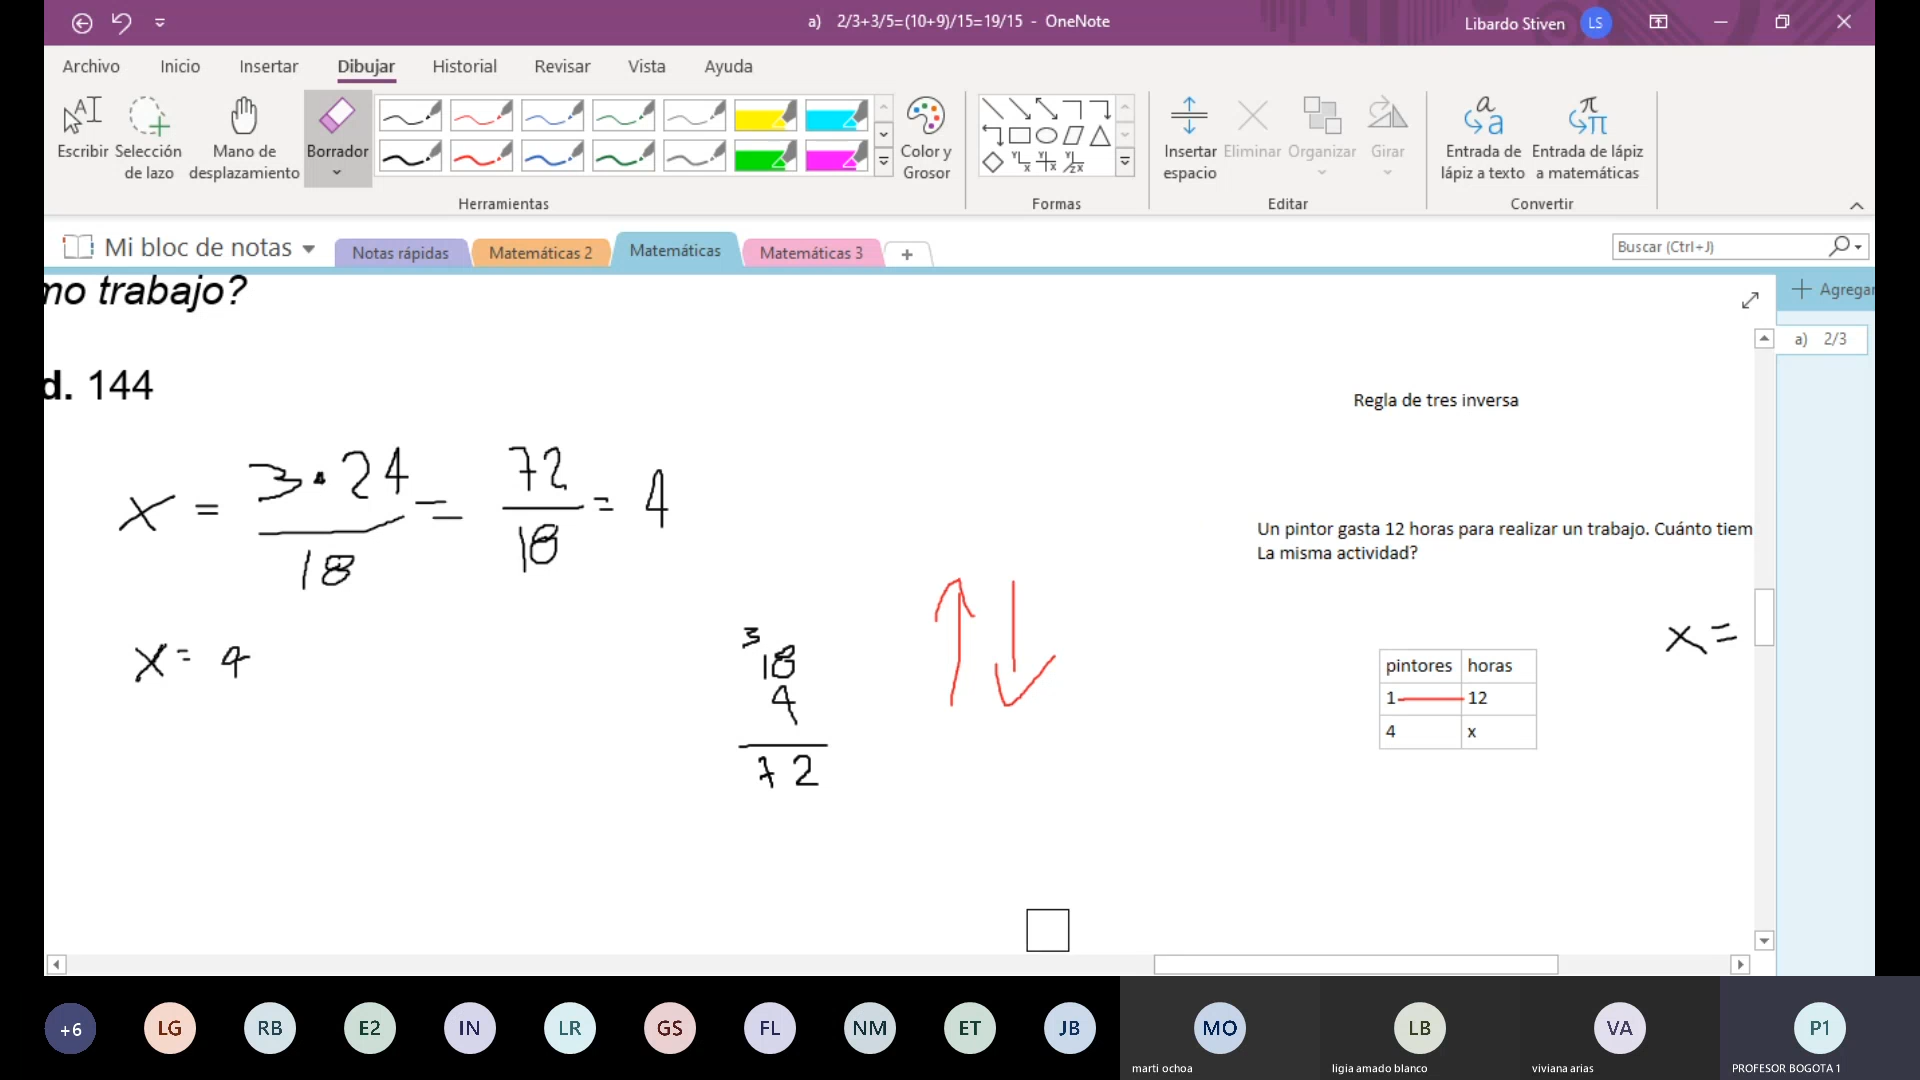 a) 2/3+3/5=(10+9)/15=19/15 - OneNote
Libardo Stiven LS
Archivo Inicio Insertar Dibujar Historial Revisar Vista Ayuda
Escribir Selección de lazo Mano de desplazamiento Borrador
Color y Grosor
Insertar espacio Eliminar Organizar Girar
Entrada de lápiz a texto Entrada de lápiz a matemáticas
Herramientas Formas Editar Convertir
Mi bloc de notas Notas rápidas Matemáticas 2 Matemáticas Matemáticas 3 +
Buscar (Ctrl+J)
mo trabajo?
Agregar
a) 2/3
d. 144
Regla de tres inversa
x = 3·24/18 = 72/18 = 4
x = 4
3
18
4
72
Un pintor gasta 12 horas para realizar un trabajo. Cuánto tiem
La misma actividad?
x =
pintores horas
1 12
4 x
+6 LG RB E2 IN LR GS FL NM ET JB MO LB VA P1
marti ochoa ligia amado blanco viviana arias PROFESOR BOGOTA 1